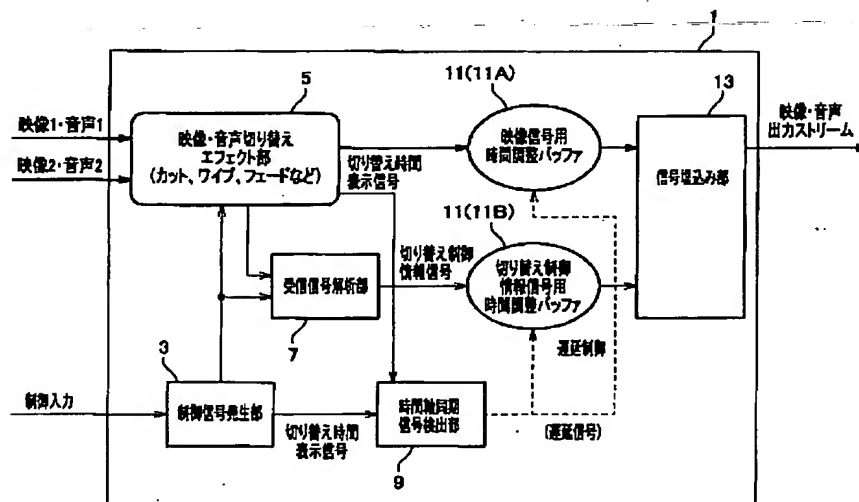 1
5
11(11A)
13
映像1・音声1
映像2・音声2
映像・音声切り替え
エフェクト部
(カット、ワイプ、フェードなど)
切り替え時間
表示信号
映像信号用
時間調整バッファ
映像・音声
出力ストリーム
信号埋込み部
11(11B)
切り替え制御
情報信号
切り替え制御
情報信号用
時間調整バッファ
受信信号解析部
7
遅延制御
3
制御入力
制御信号発生部
切り替え時間
表示信号
時間軸同期
信号検出部
9
(遅延信号)